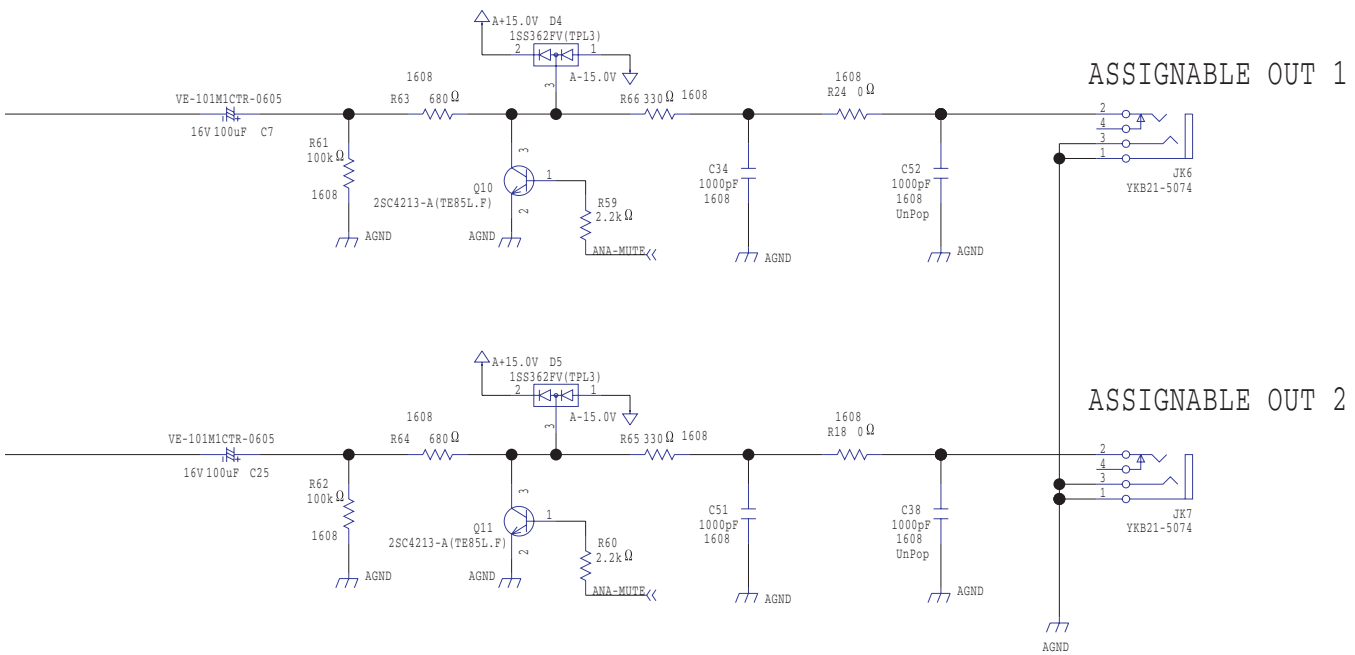 A+15.0V D4
1SS362FV(TPL3)
2 1
A-15.0V
3
ASSIGNABLE OUT 1
VE-101M1CTR-0605
16V 100uF C7
1608
R63 680Ω
R66 330Ω 1608
1608
R24 0Ω
2
4
3
1
JK6
YKB21-5074
R61
100kΩ
1608
AGND
3
1
Q10
2SC4213-A(TE85L.F)
2
AGND
R59
2.2kΩ
ANA-MUTE
C34
1000pF
1608
AGND
C52
1000pF
1608
UnPop
AGND
A+15.0V D5
1SS362FV(TPL3)
2 1
A-15.0V
3
ASSIGNABLE OUT 2
VE-101M1CTR-0605
16V 100uF C25
1608
R64 680Ω
R65 330Ω 1608
1608
R18 0Ω
2
4
3
1
JK7
YKB21-5074
R62
100kΩ
1608
AGND
3
1
Q11
2SC4213-A(TE85L.F)
2
AGND
R60
2.2kΩ
ANA-MUTE
C51
1000pF
1608
AGND
C38
1000pF
1608
UnPop
AGND
AGND